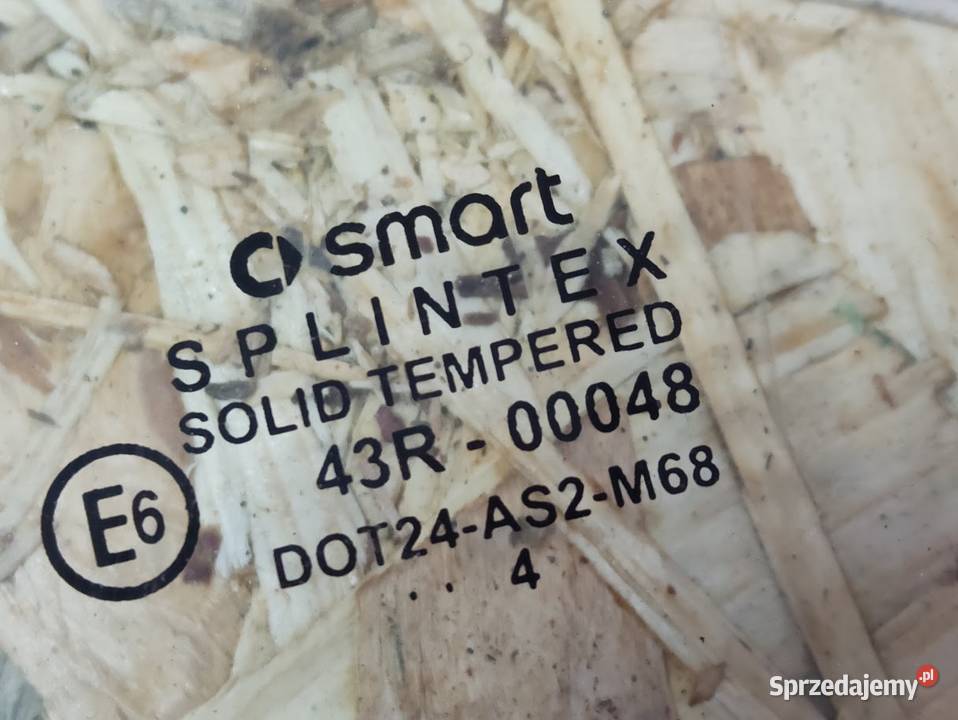 smart
SPLINTEX
SOLID TEMPERED
43R - 00048
E6
DOT24-AS2-M68
. . 4
Sprzedajemy.pl